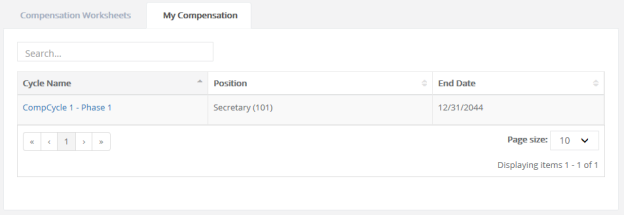 Compensation Worksheets My Compensation
Search...
Cycle Name Position End Date
CompCycle 1 - Phase 1 Secretary (101) 12/31/2044
« ‹ 1 › » Page size: 10
Displaying items 1 - 1 of 1